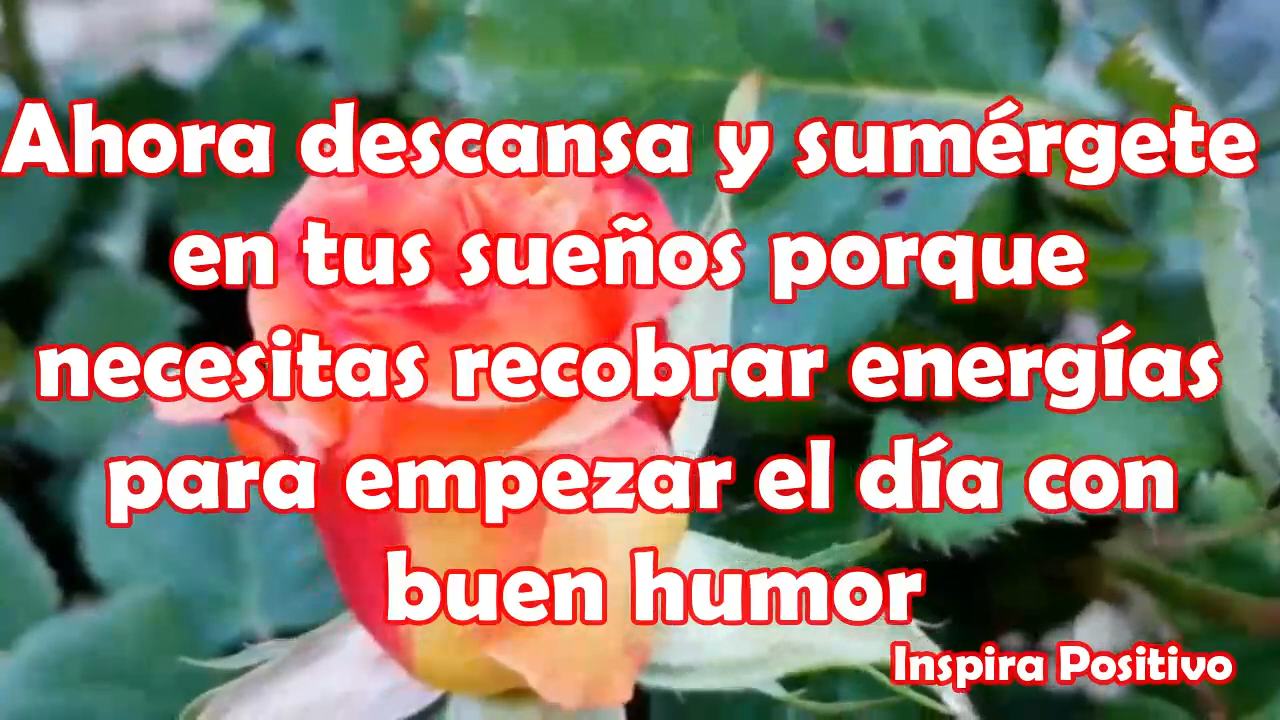 Ahora descansa y sumérgete
en tus sueños porque
necesitas recobrar energías
para empezar el día con
buen humor
Inspira Positivo